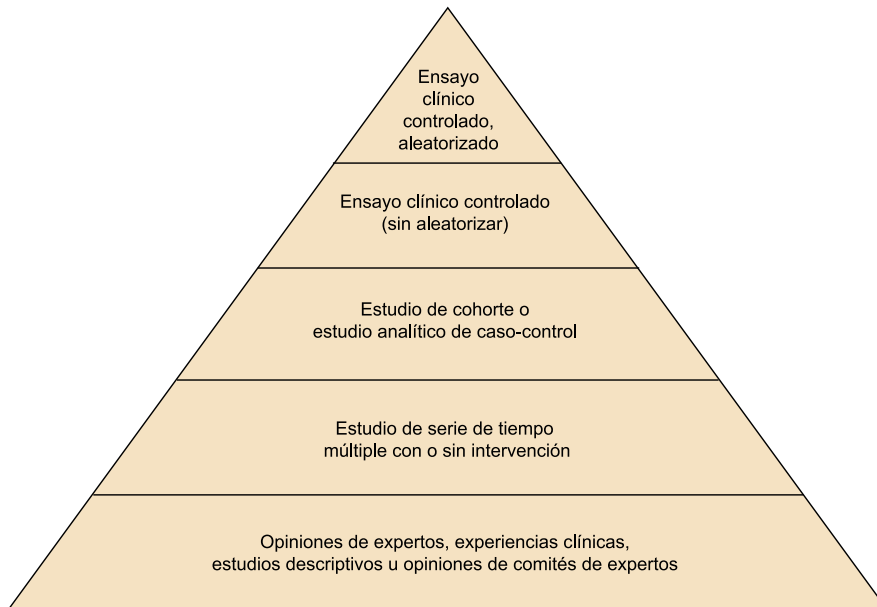 Ensayo
clínico
controlado,
aleatorizado
Ensayo clínico controlado
(sin aleatorizar)
Estudio de cohorte o
estudio analítico de caso-control
Estudio de serie de tiempo
múltiple con o sin intervención
Opiniones de expertos, experiencias clínicas,
estudios descriptivos u opiniones de comités de expertos